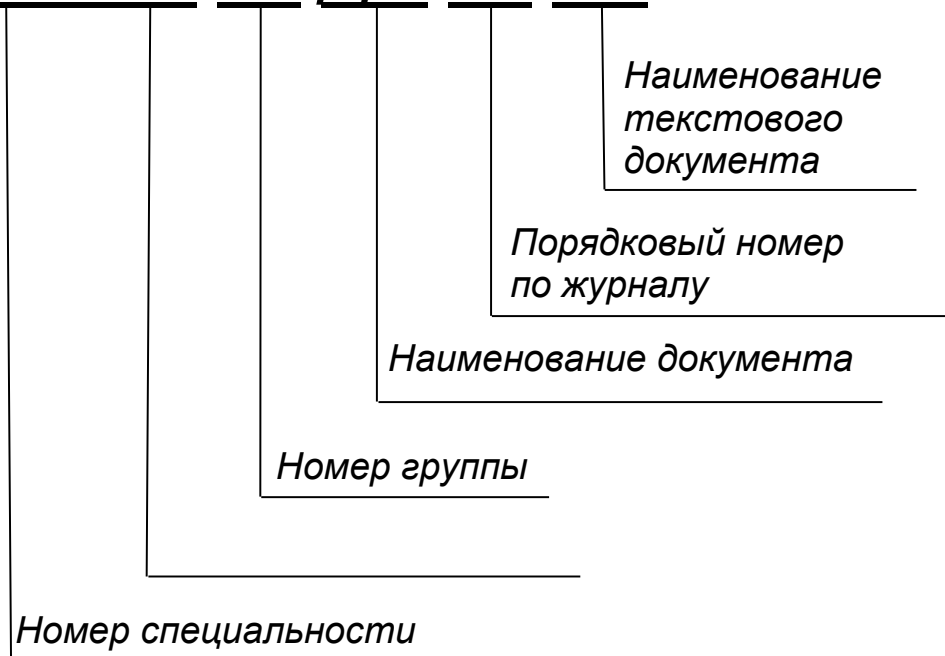 Наименование
текстового
документа
Порядковый номер
по журналу
Наименование документа
Номер группы
Номер специальности